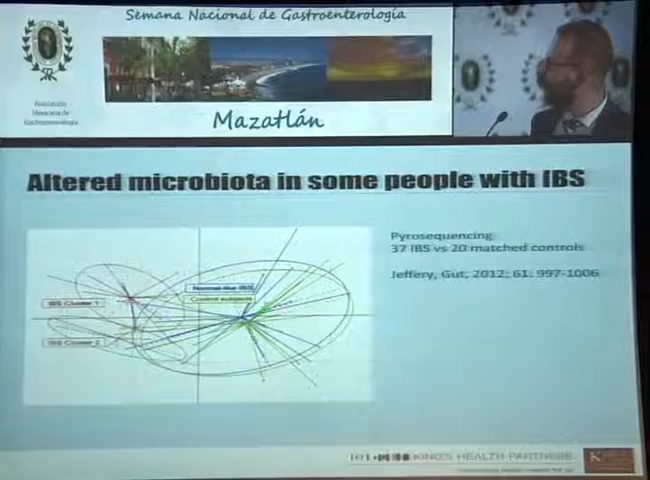 Semana Nacional de Gastroenterología
Asociación
Mexicana de
Gastroenterología
Mazatlán
Altered microbiota in some people with IBS
Pyrosequencing:
37 IBS vs 20 matched controls
Jeffery, Gut, 2012; 61: 997-1006
Normal-like IBS
Control subjects
IBS Cluster 1
IBS Cluster 2
KING'S HEALTH PARTNERS